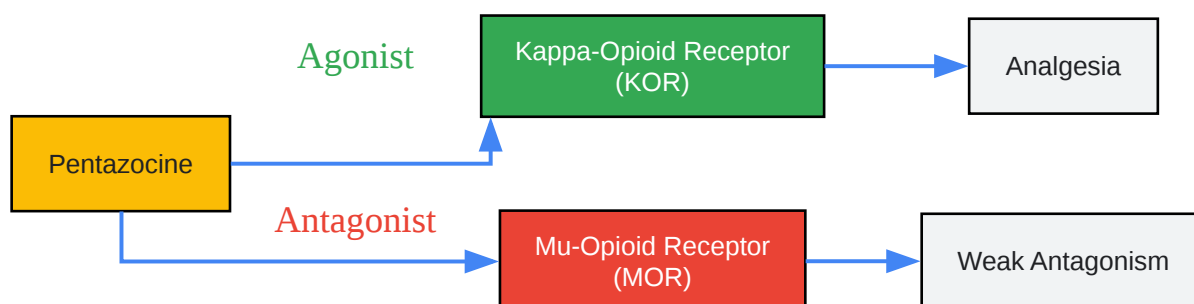 Agonist
Kappa-Opioid Receptor
(KOR)
Analgesia
Pentazocine
Antagonist
Mu-Opioid Receptor
(MOR)
Weak Antagonism